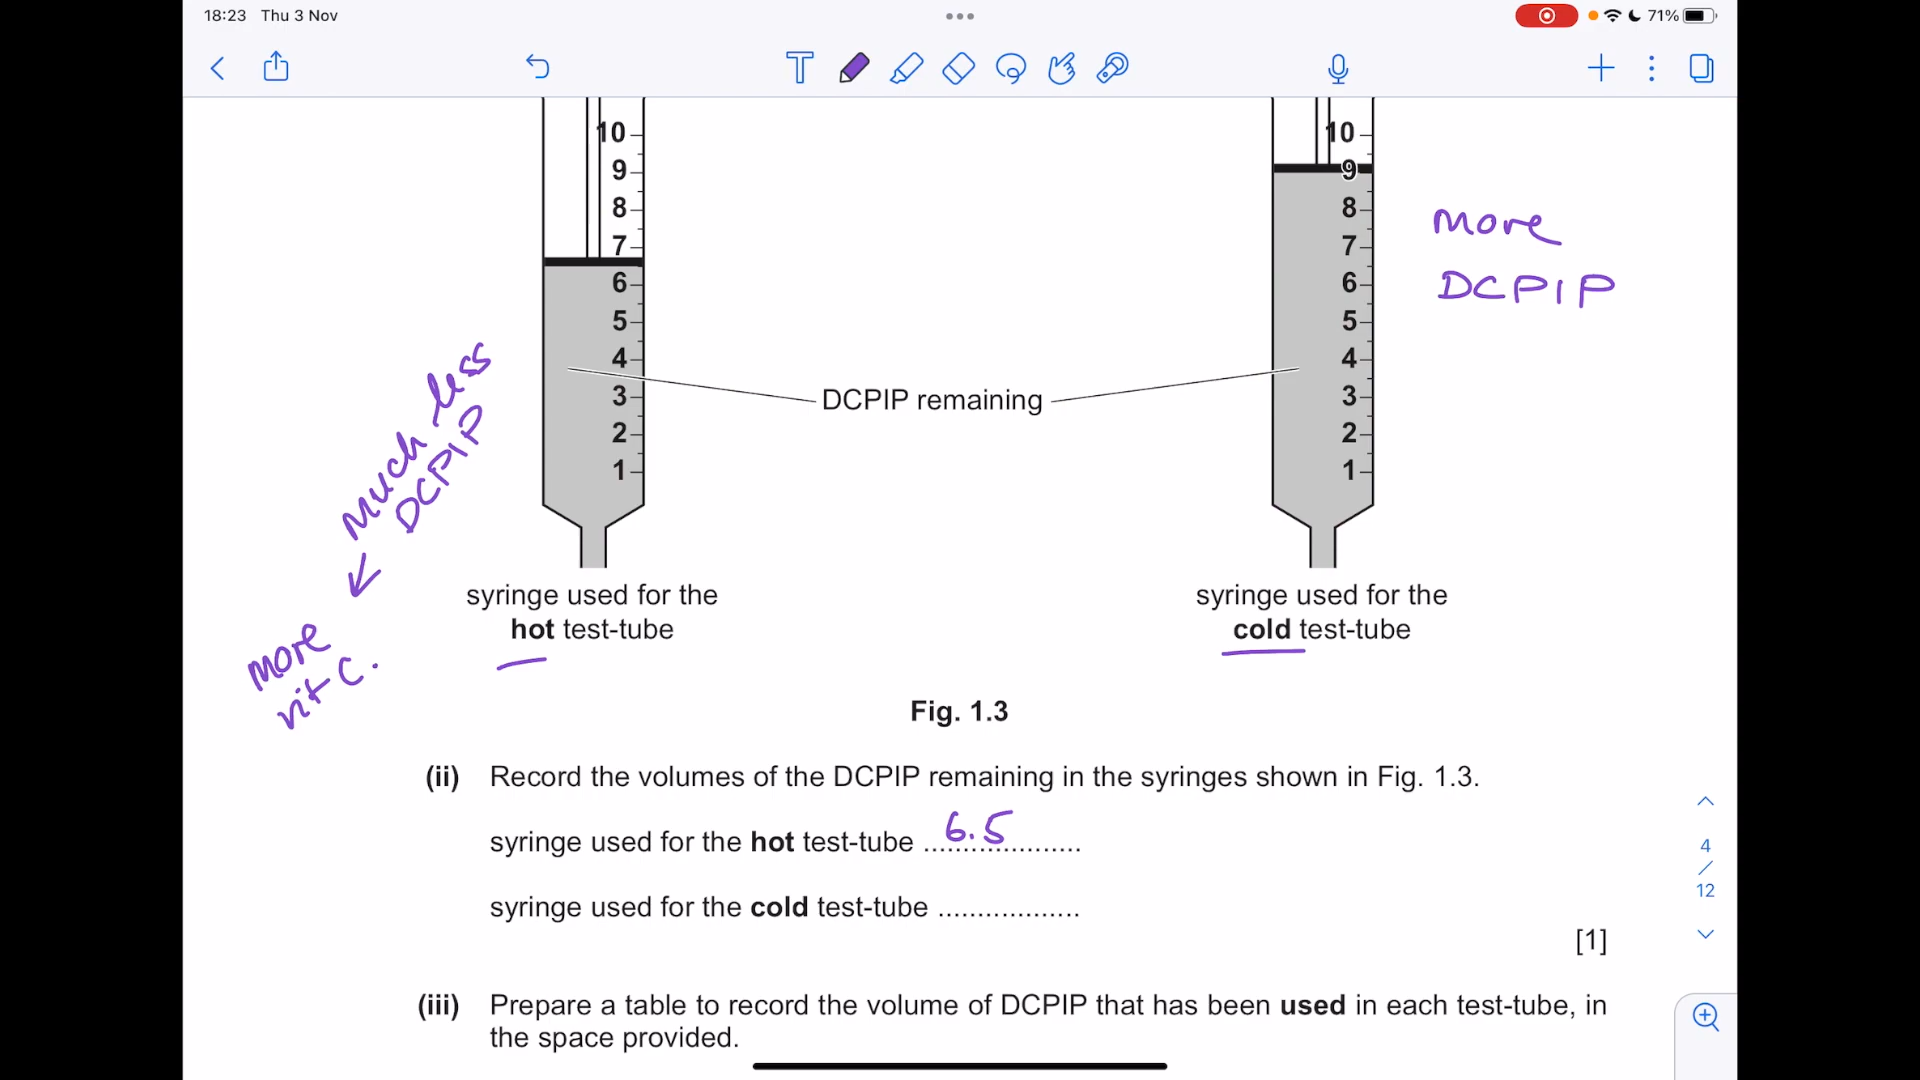 18:23 Thu 3 Nov
71%
10
9
8
7
6
5
4
3
2
1
10
9
8
7
6
5
4
3
2
1
more
DCPIP
Much less
DCPIP
more
vit C.
DCPIP remaining
syringe used for the
hot test-tube
syringe used for the
cold test-tube
Fig. 1.3
(ii) Record the volumes of the DCPIP remaining in the syringes shown in Fig. 1.3.
syringe used for the hot test-tube 6.5 ....................
syringe used for the cold test-tube ..................
[1]
(iii) Prepare a table to record the volume of DCPIP that has been used in each test-tube, in
the space provided.
4
/
12